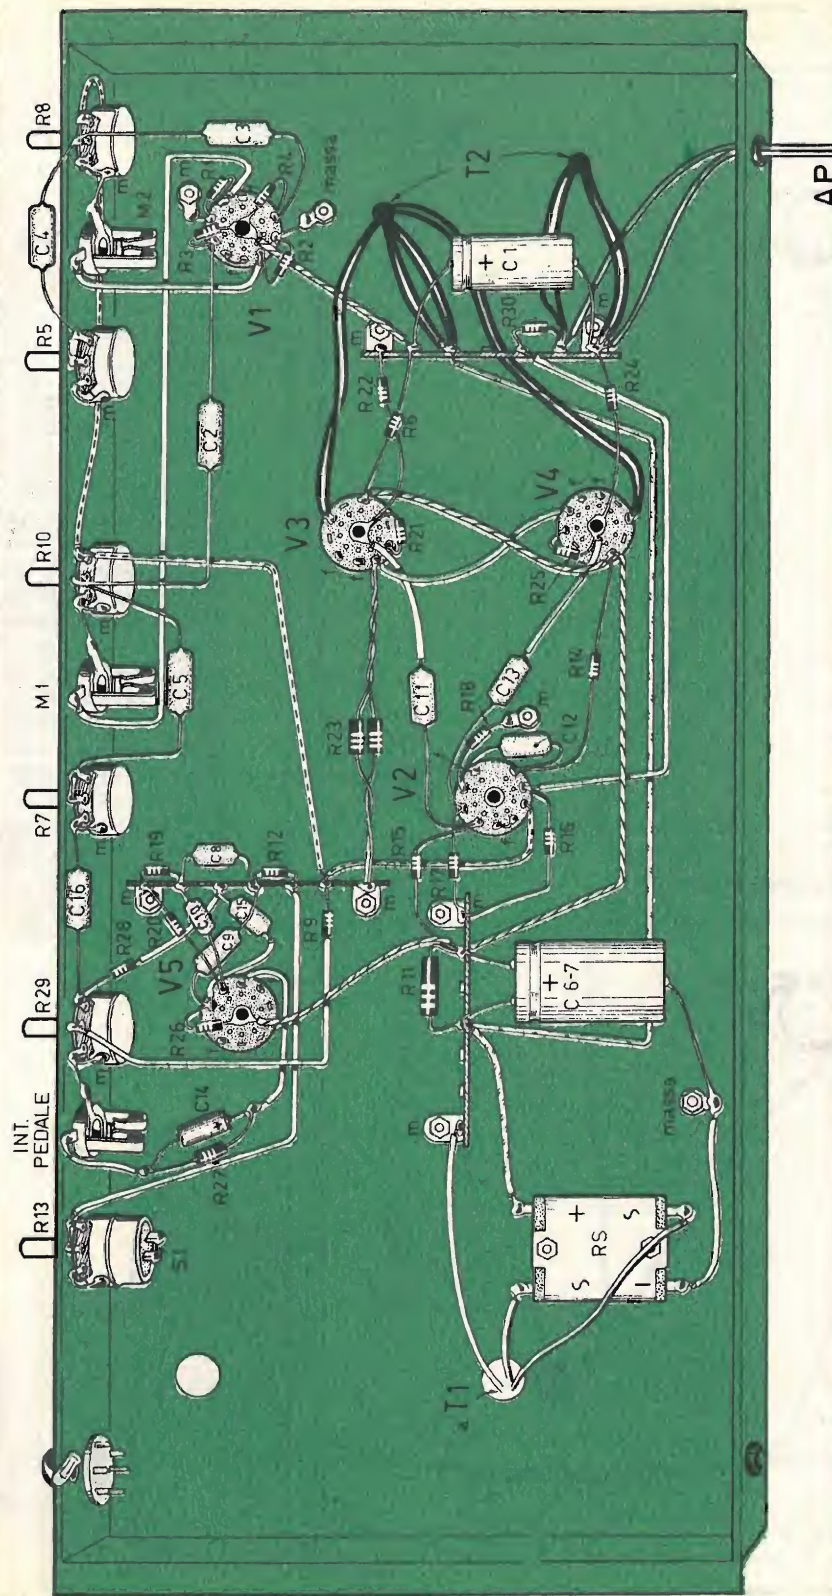 R13
INT.
PEDALE
R29
C16
R7
M1
R10
R5
C4
R8
m
m
m
m
m
M2
S1
R27
C14
R26
V5
R28
R20
C10
C9
C15
R19
C8
R12
m
R9
m
C5
C2
C3
R3
m
R1
R4
R2
massa
V1
R23
V3
R21
R6
R22
m
T2
m
R11
m
R15
R17
V2
R16
R18
m
C12
C11
C13
R14
R25
V4
R24
R30
m
+
C1
a T1
S
+
RS
-
S
massa
+
C 6-7
AP